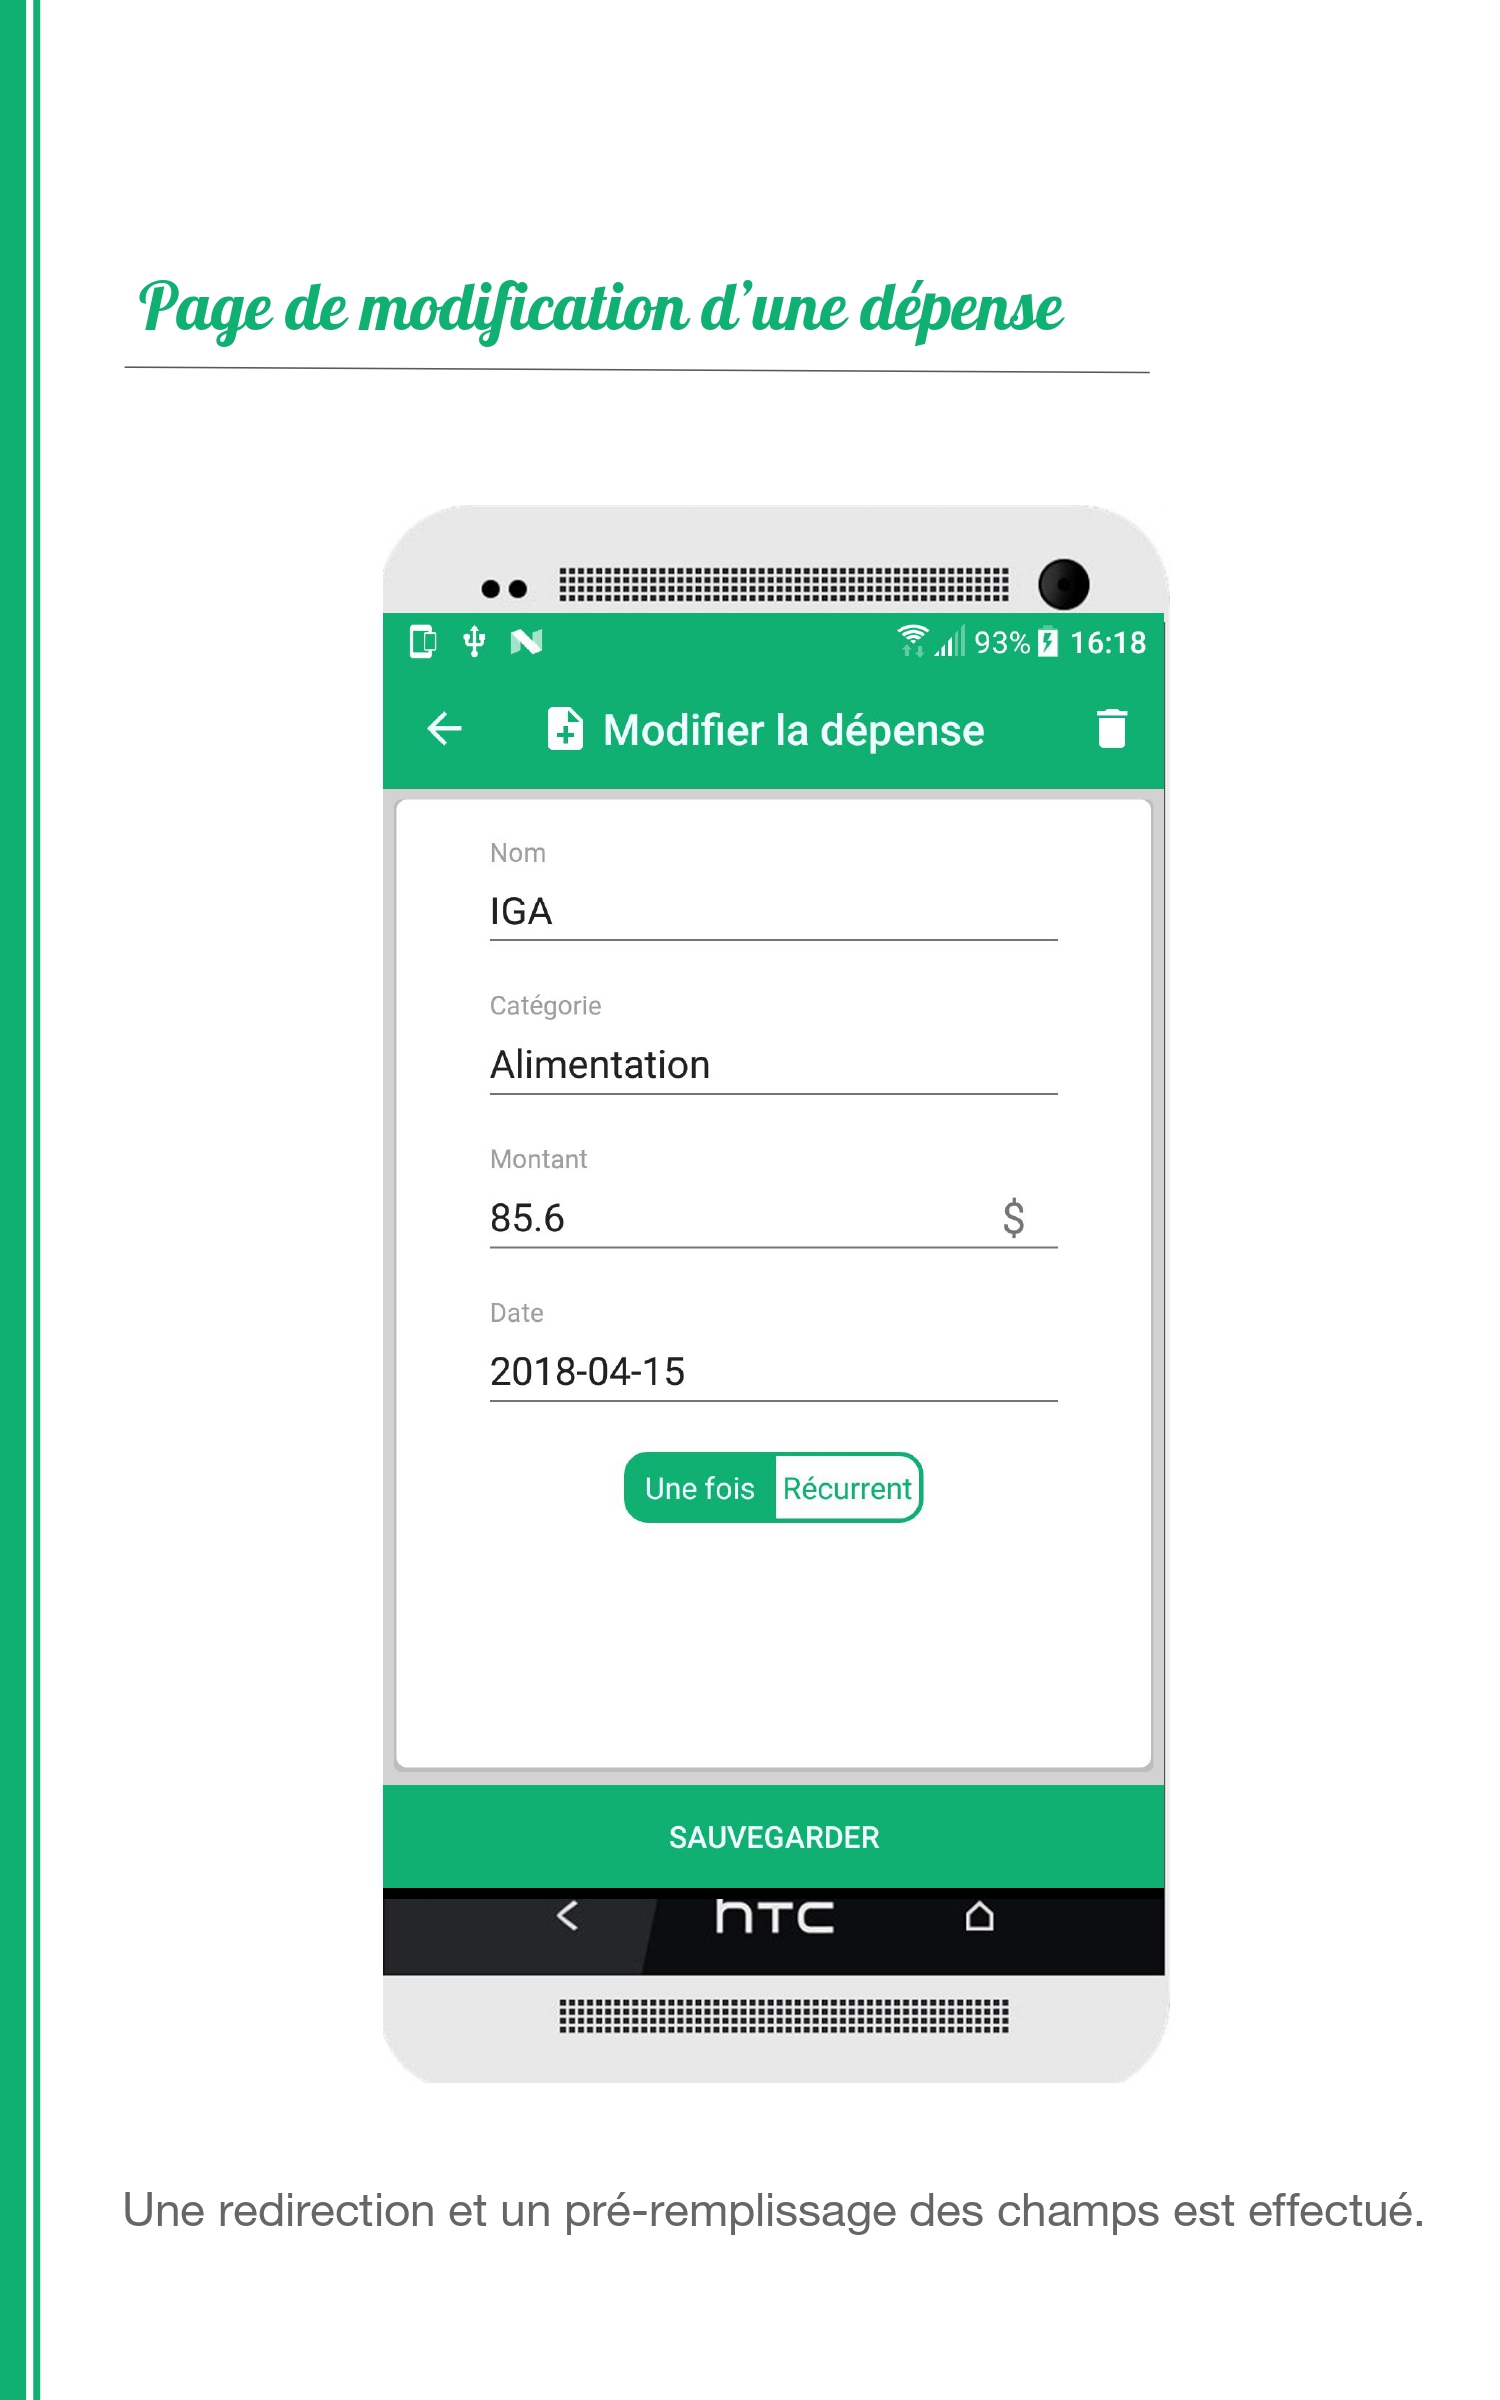 Page de modification d’une dépense
93% 16:18
Modifier la dépense
Nom
IGA
Catégorie
Alimentation
Montant
85.6 $
Date
2018-04-15
Une fois Récurrent
SAUVEGARDER
hTC
Une redirection et un pré-remplissage des champs est effectué.